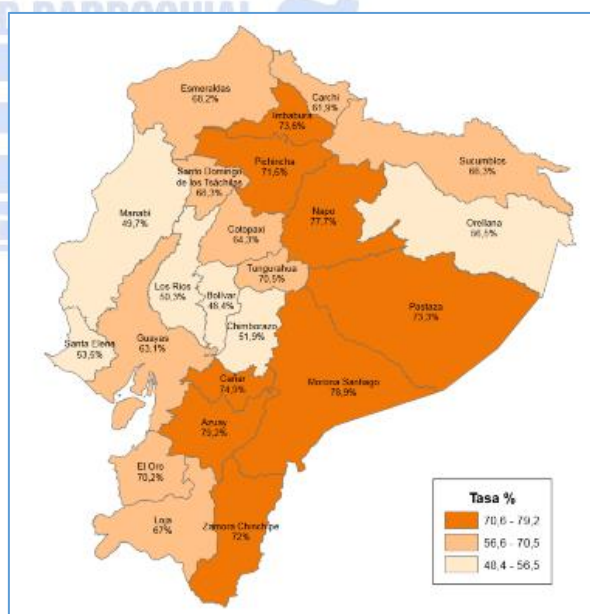 R PARROQUIAL
Esmeraldas
68,2%
Carchi
61,9%
Imbabura
73,6%
Pichincha
71,6%
Sucumbíos
66,3%
Santo Domingo
de los Tsáchilas
68,3%
Manabí
49,7%
Napo
77,7%
Orellana
56,5%
Cotopaxi
64,3%
Tungurahua
70,5%
Los Ríos
50,3%
Bolívar
48,4%
Pastaza
73,3%
Chimborazo
51,9%
Santa Elena
53,5%
Guayas
63,1%
Cañar
74,9%
Morona Santiago
78,9%
Azuay
79,2%
El Oro
70,2%
Loja
67%
Zamora Chinchipe
72%
Tasa %
70,6 - 79,2
56,6 - 70,5
48,4 - 56,5